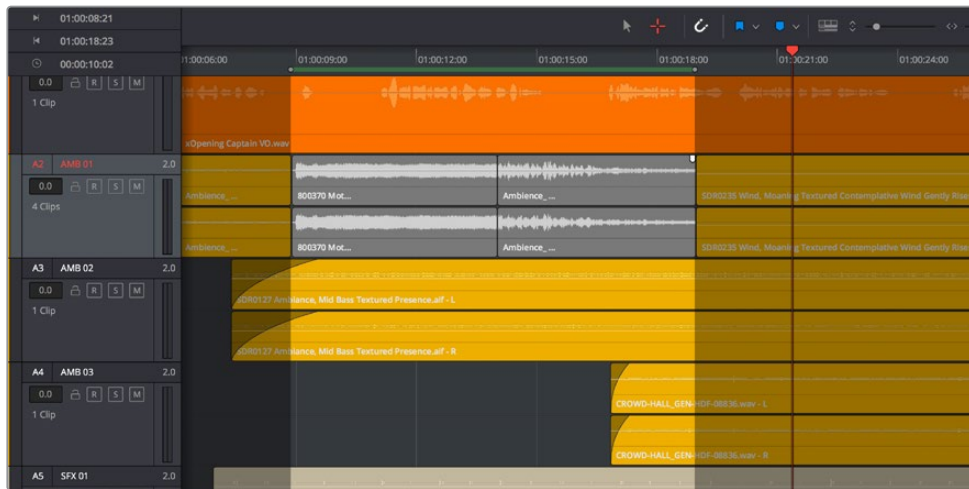 01:00:08:21
01:00:18:23
00:00:10:02
01:00:06:00 01:00:09:00 01:00:12:00 01:00:15:00 01:00:18:00 01:00:21:00 01:00:24:00
0.0 R S M
1 Clip
xOpening Captain VO.wav
A2 AMB 01 2.0
0.0 R S M
4 Clips
Ambience_ ... 800370 Mot... Ambience_ ... SDR0235 Wind, Moaning Textured Contemplative Wind Gently Rise
Ambience_ ... 800370 Mot... Ambience_ ... SDR0235 Wind, Moaning Textured Contemplative Wind Gently Rise
A3 AMB 02 2.0
0.0 R S M
1 Clip
SDR0127 Ambiance, Mid Bass Textured Presence.aif - L
SDR0127 Ambiance, Mid Bass Textured Presence.aif - R
A4 AMB 03 2.0
0.0 R S M
1 Clip
CROWD-HALL_GEN-HDF-08836.wav - L
CROWD-HALL_GEN-HDF-08836.wav - R
A5 SFX 01 2.0